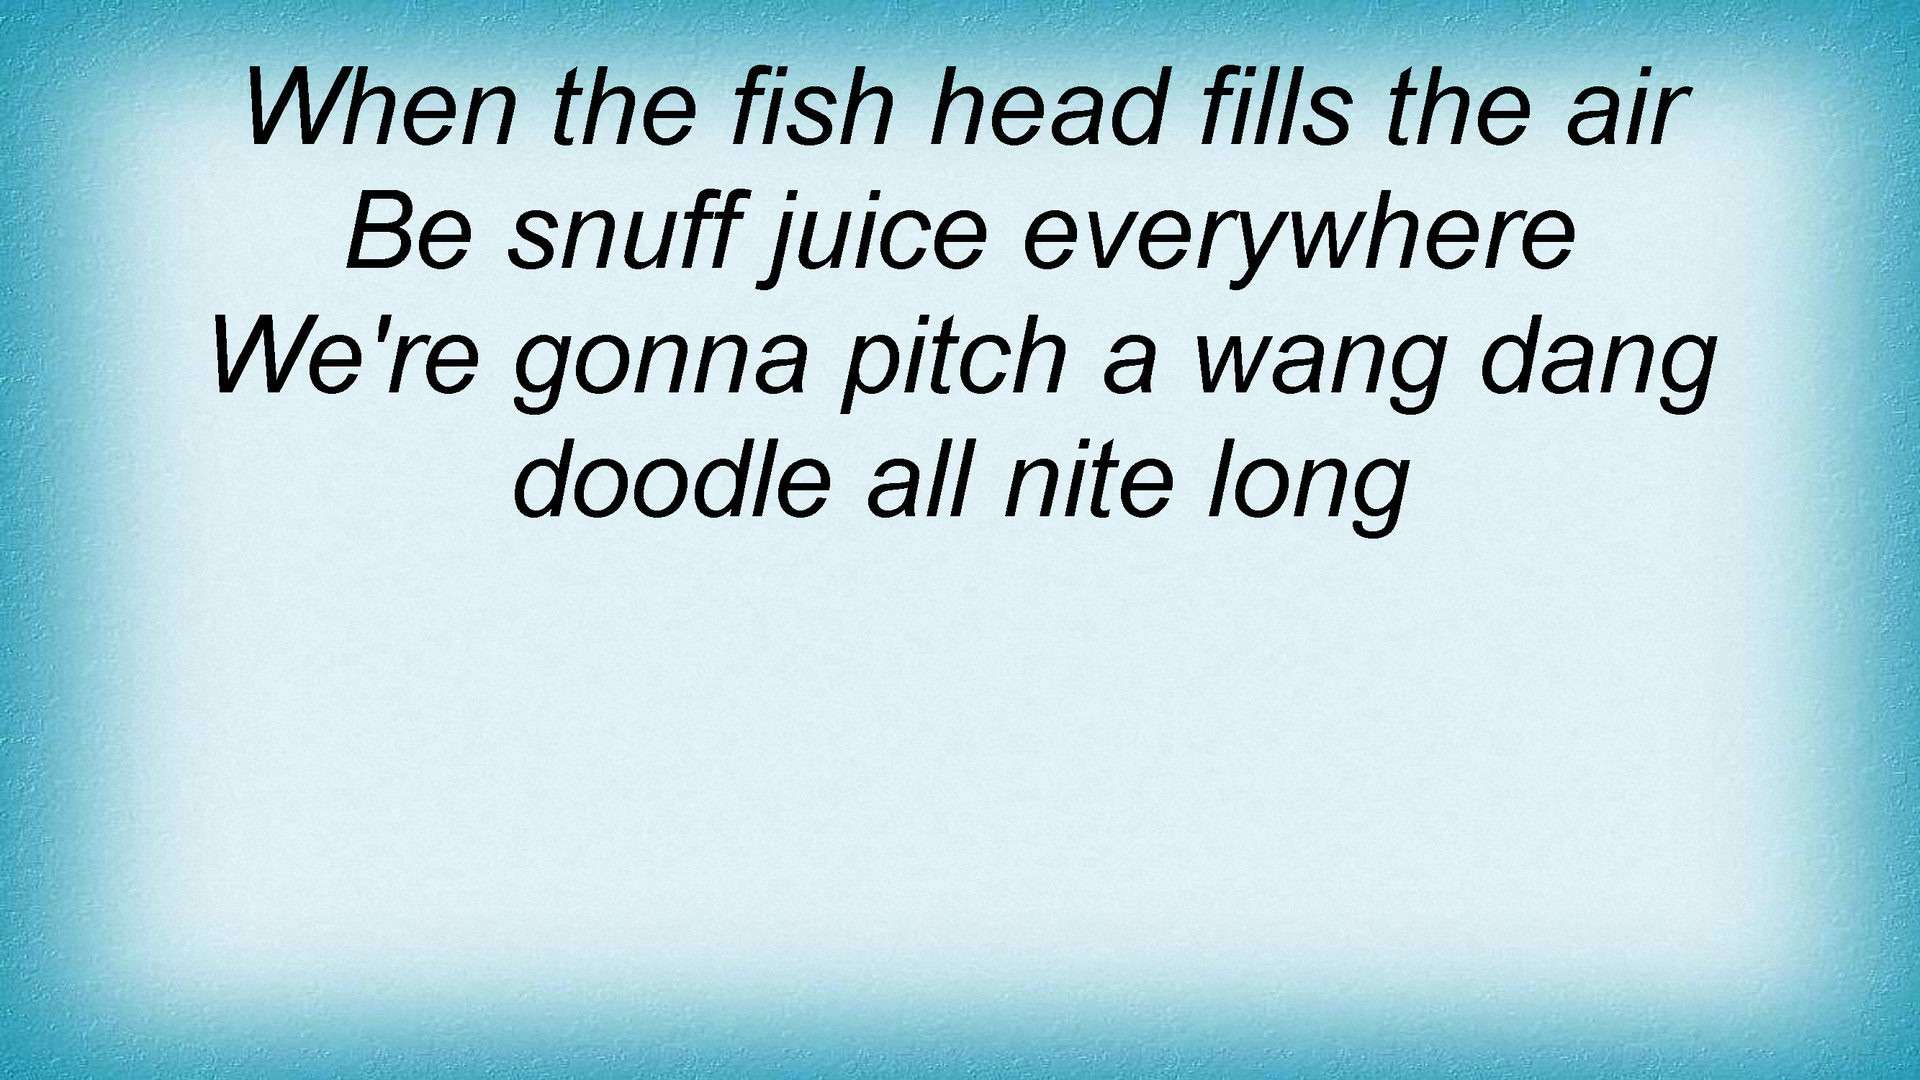 When the fish head fills the air
Be snuff juice everywhere
We're gonna pitch a wang dang
doodle all nite long